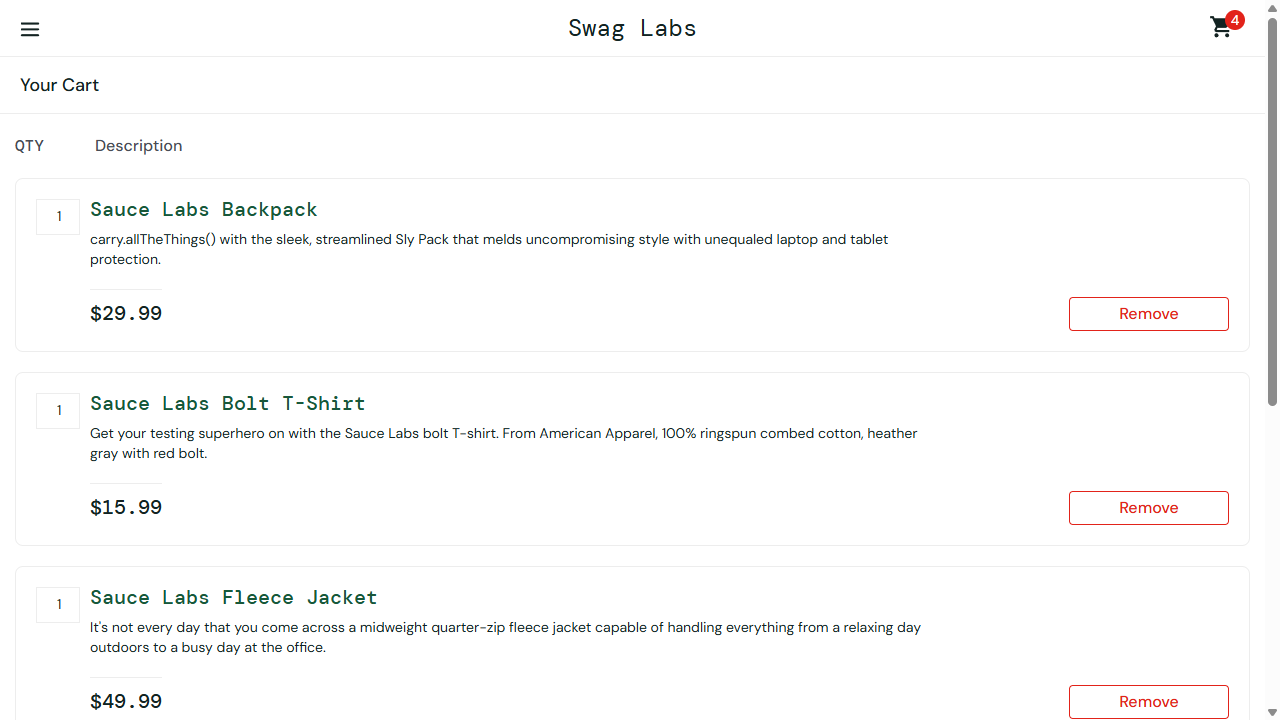 Swag Labs
4
Your Cart
QTY Description
1
Sauce Labs Backpack
carry.allTheThings() with the sleek, streamlined Sly Pack that melds uncompromising style with unequaled laptop and tablet
protection.
$29.99
Remove
1
Sauce Labs Bolt T-Shirt
Get your testing superhero on with the Sauce Labs bolt T-shirt. From American Apparel, 100% ringspun combed cotton, heather
gray with red bolt.
$15.99
Remove
1
Sauce Labs Fleece Jacket
It's not every day that you come across a midweight quarter-zip fleece jacket capable of handling everything from a relaxing day
outdoors to a busy day at the office.
$49.99
Remove